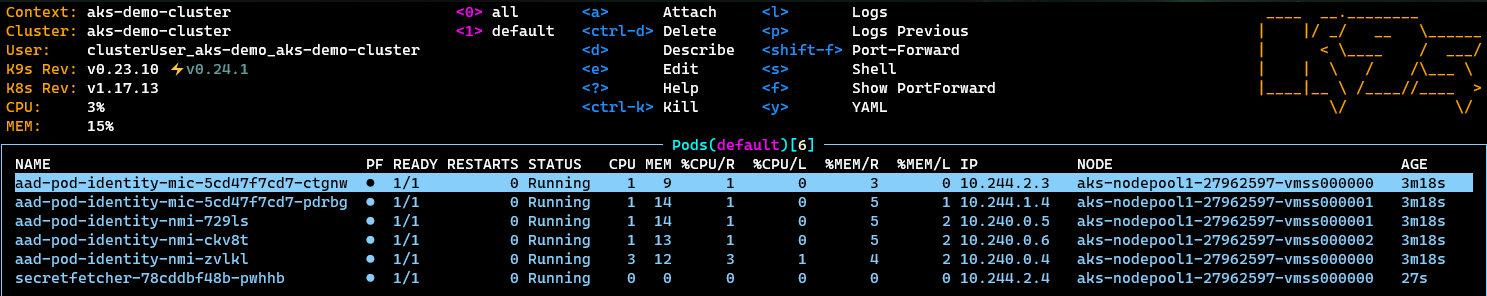 Context: aks-demo-cluster <0> all <a> Attach <l> Logs
Cluster: aks-demo-cluster <1> default <ctrl-d> Delete <p> Logs Previous
User: clusterUser_aks-demo_aks-demo-cluster <d> Describe <shift-f> Port-Forward
K9s Rev: v0.23.10 ⚡v0.24.1 <e> Edit <s> Shell
K8s Rev: v1.17.13 <?> Help <f> Show PortForward
CPU: 3% <ctrl-k> Kill <y> YAML
MEM: 15%
Pods(default)[6]
NAME PF READY RESTARTS STATUS CPU MEM %CPU/R %CPU/L %MEM/R %MEM/L IP NODE AGE
aad-pod-identity-mic-5cd47f7cd7-ctgnw ● 1/1 0 Running 1 9 1 0 3 0 10.244.2.3 aks-nodepool1-27962597-vmss000000 3m18s
aad-pod-identity-mic-5cd47f7cd7-pdrbg ● 1/1 0 Running 1 14 1 0 5 1 10.244.1.4 aks-nodepool1-27962597-vmss000001 3m18s
aad-pod-identity-nmi-729ls ● 1/1 0 Running 1 14 1 0 5 2 10.240.0.5 aks-nodepool1-27962597-vmss000001 3m18s
aad-pod-identity-nmi-ckv8t ● 1/1 0 Running 1 13 1 0 5 2 10.240.0.6 aks-nodepool1-27962597-vmss000002 3m18s
aad-pod-identity-nmi-zvlkl ● 1/1 0 Running 3 12 3 1 4 2 10.240.0.4 aks-nodepool1-27962597-vmss000000 3m18s
secretfetcher-78cddbf48b-pwhhb ● 1/1 0 Running 0 0 0 0 0 0 10.244.2.4 aks-nodepool1-27962597-vmss000000 27s